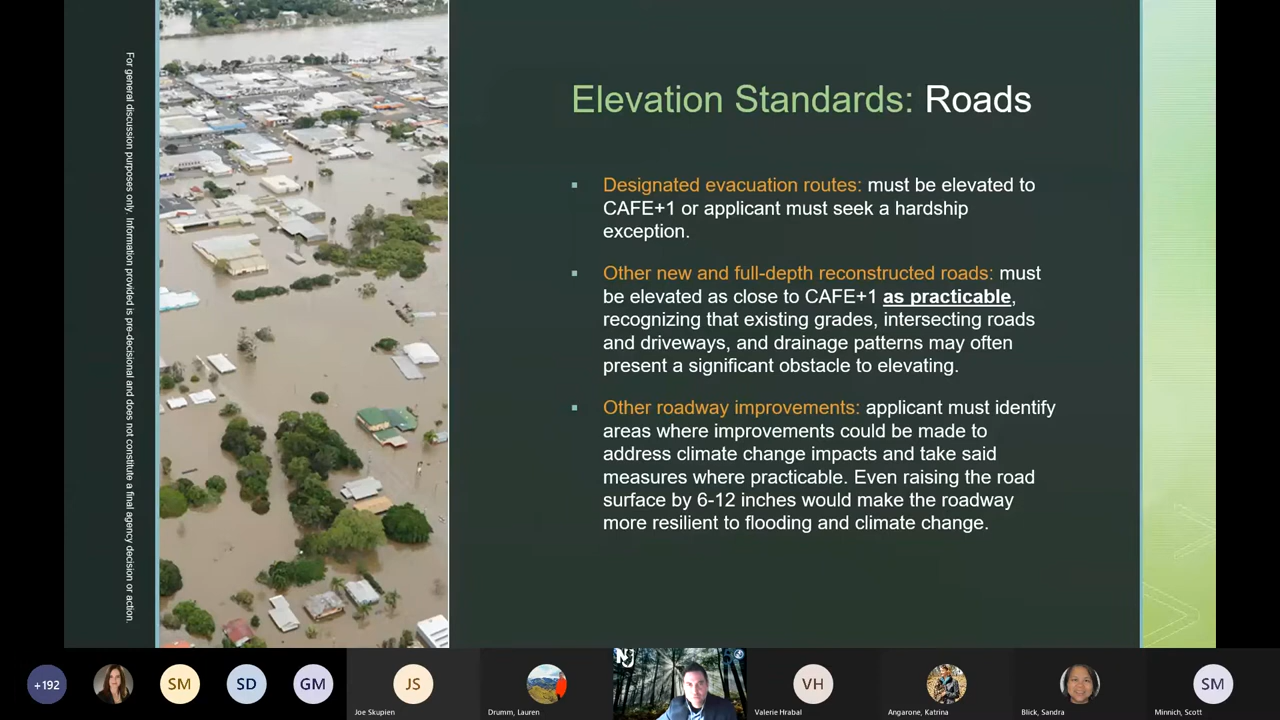 For general discussion purposes only. Information provided is pre-decisional and does not constitute a final agency decision or action.
Elevation Standards: Roads
▪ Designated evacuation routes: must be elevated to
CAFE+1 or applicant must seek a hardship
exception.
▪ Other new and full-depth reconstructed roads: must
be elevated as close to CAFE+1 as practicable,
recognizing that existing grades, intersecting roads
and driveways, and drainage patterns may often
present a significant obstacle to elevating.
▪ Other roadway improvements: applicant must identify
areas where improvements could be made to
address climate change impacts and take said
measures where practicable. Even raising the road
surface by 6-12 inches would make the roadway
more resilient to flooding and climate change.
+192
SM
SD
GM
JS
Joe Skupien
Drumm, Lauren
NJ
VH
Valerie Hrabal
Angarone, Katrina
Blick, Sandra
SM
Minnich, Scott